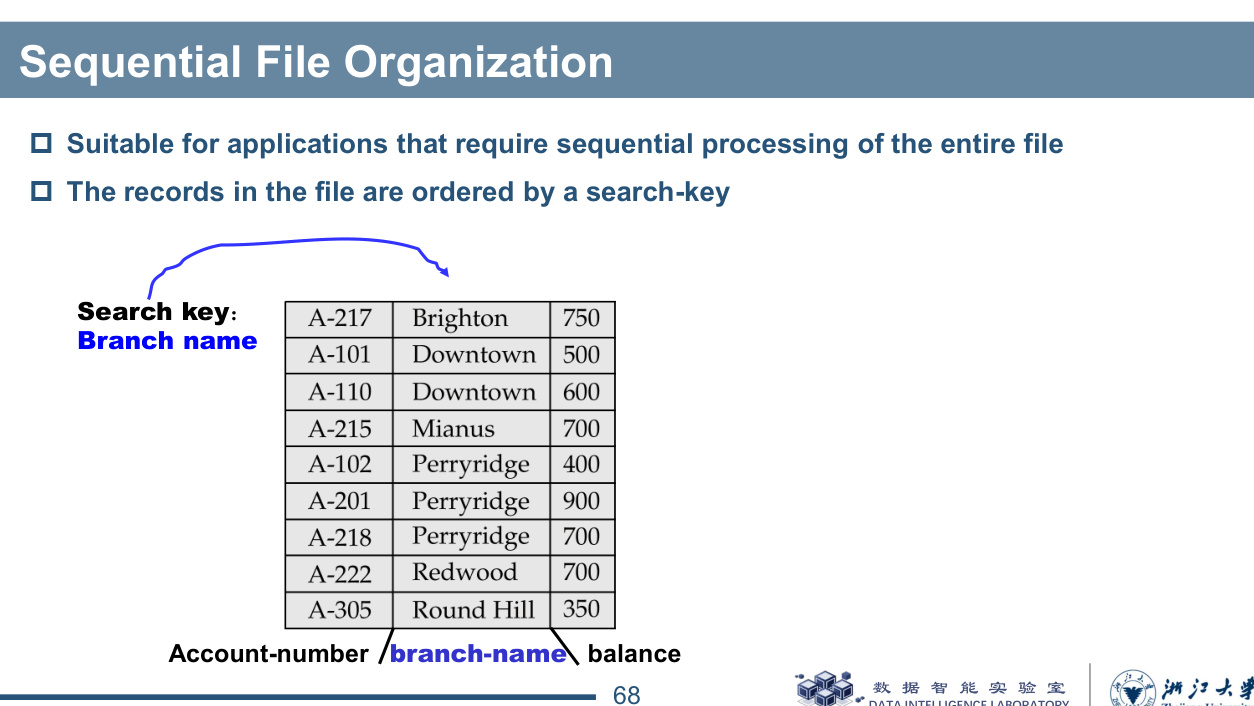 Sequential File Organization
Suitable for applications that require sequential processing of the entire file
The records in the file are ordered by a search-key
Search key：
Branch name
A-217 Brighton 750
A-101 Downtown 500
A-110 Downtown 600
A-215 Mianus 700
A-102 Perryridge 400
A-201 Perryridge 900
A-218 Perryridge 700
A-222 Redwood 700
A-305 Round Hill 350
Account-number branch-name balance
68
数据智能实验室
DATA INTELLIGENCE LABORATORY
浙江大学